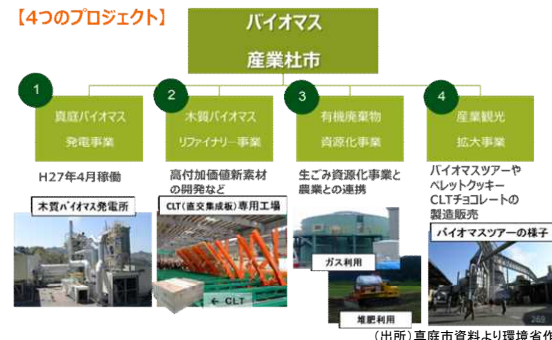 【4つのプロジェクト】
バイオマス
産業杜市
1
真庭バイオマス
発電事業
2
木質バイオマス
リファイナリー事業
3
有機廃棄物
資源化事業
4
産業観光
拡大事業
H27年4月稼働
木質バイオマス発電所
高付加価値新素材
の開発など
CLT(直交集成板)専用工場
← CLT
生ごみ資源化事業と
農業との連携
ガス利用
堆肥利用
バイオマスツアーや
ペレットクッキー
CLTチョコレートの
製造販売
バイオマスツアーの様子
269
(出所)真庭市資料より環境省作